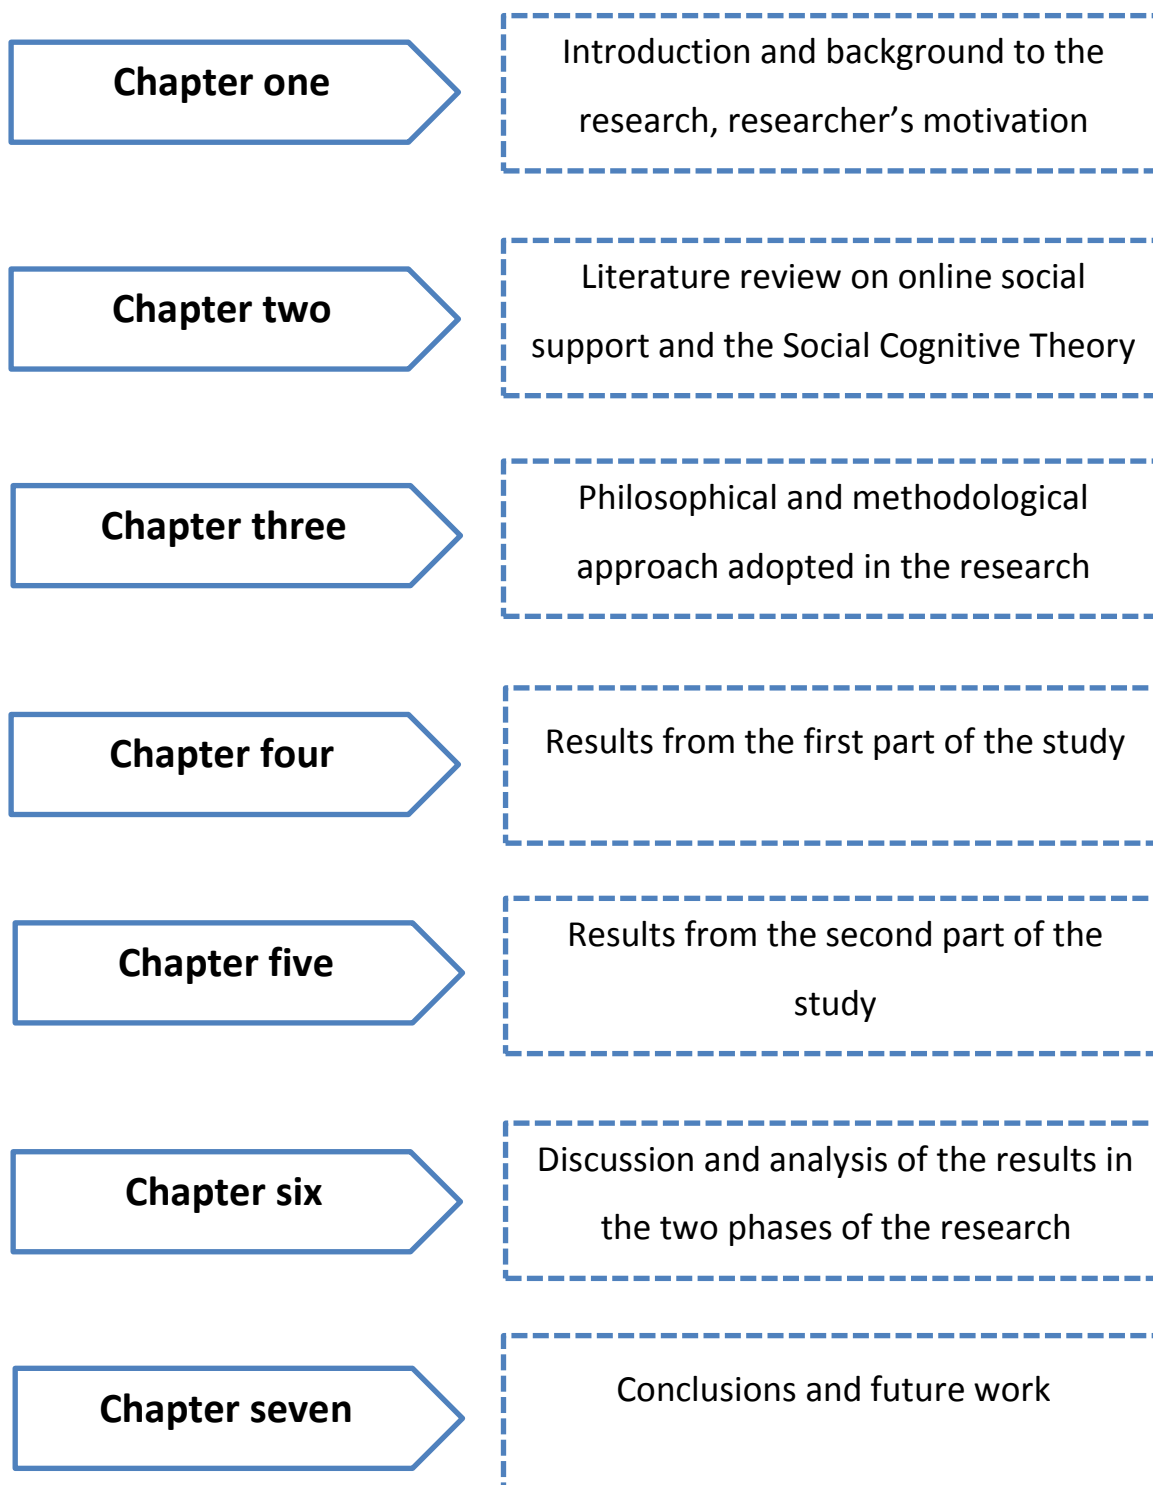 Chapter one
Introduction and background to the
research, researcher’s motivation
Chapter two
Literature review on online social
support and the Social Cognitive Theory
Chapter three
Philosophical and methodological
approach adopted in the research
Chapter four
Results from the first part of the study
Chapter five
Results from the second part of the
study
Chapter six
Discussion and analysis of the results in
the two phases of the research
Chapter seven
Conclusions and future work